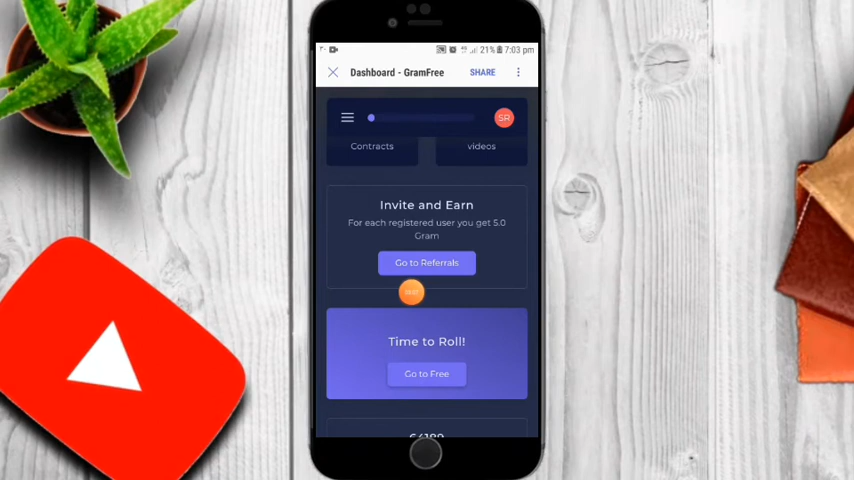 21% 7:03 pm
Dashboard - GramFree SHARE
SR
Contracts videos
Invite and Earn
For each registered user you get 5.0
Gram
Go to Referrals
Time to Roll!
Go to Free